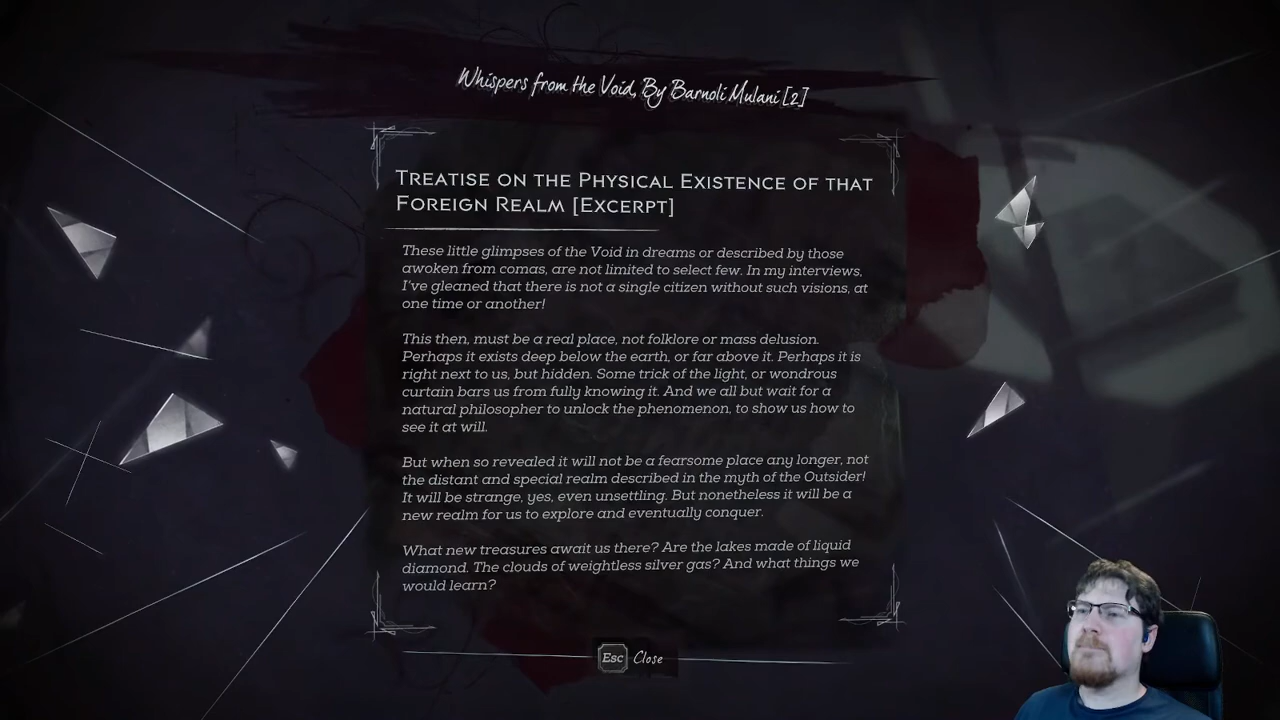 Whispers from the Void, By Barnoli Mulani [2]
Treatise on the Physical Existence of that
Foreign Realm [Excerpt]
These little glimpses of the Void in dreams or described by those
awoken from comas, are not limited to select few. In my interviews,
I've gleaned that there is not a single citizen without such visions, at
one time or another!
This then, must be a real place, not folklore or mass delusion.
Perhaps it exists deep below the earth, or far above it. Perhaps it is
right next to us, but hidden. Some trick of the light, or wondrous
curtain bars us from fully knowing it. And we all but wait for a
natural philosopher to unlock the phenomenon, to show us how to
see it at will.
But when so revealed it will not be a fearsome place any longer, not
the distant and special realm described in the myth of the Outsider!
It will be strange, yes, even unsettling. But nonetheless it will be a
new realm for us to explore and eventually conquer.
What new treasures await us there? Are the lakes made of liquid
diamond. The clouds of weightless silver gas? And what things we
would learn?
Esc Close